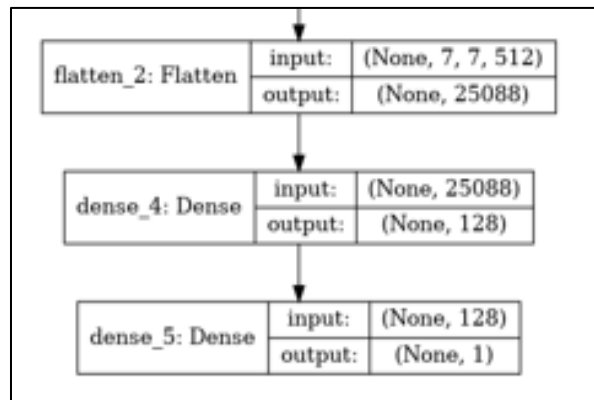 flatten_2: Flatten
input: (None, 7, 7, 512)
output: (None, 25088)
dense_4: Dense
input: (None, 25088)
output: (None, 128)
dense_5: Dense
input: (None, 128)
output: (None, 1)